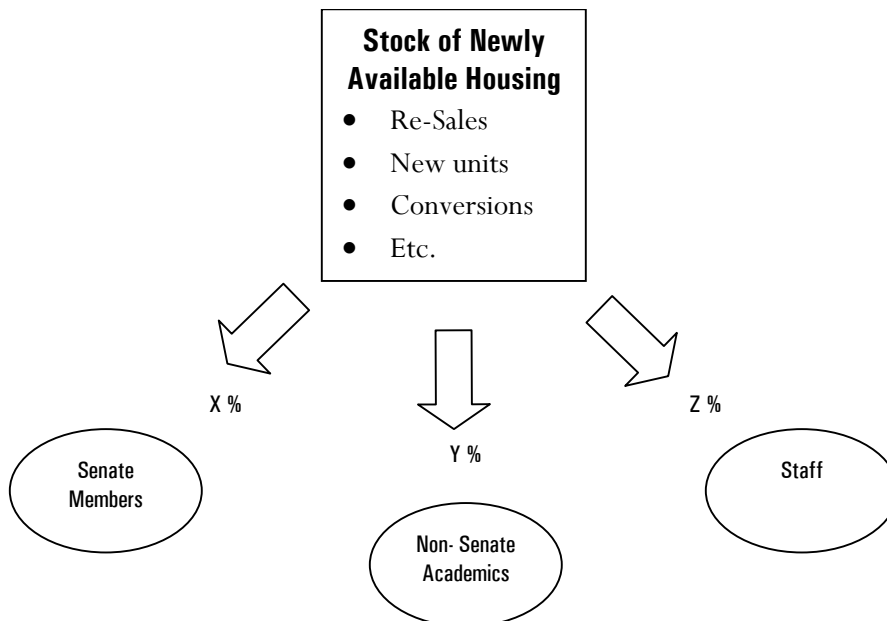 Stock of Newly
Available Housing
• Re-Sales
• New units
• Conversions
• Etc.
X %
Z %
Y %
Senate
Members
Staff
Non- Senate
Academics